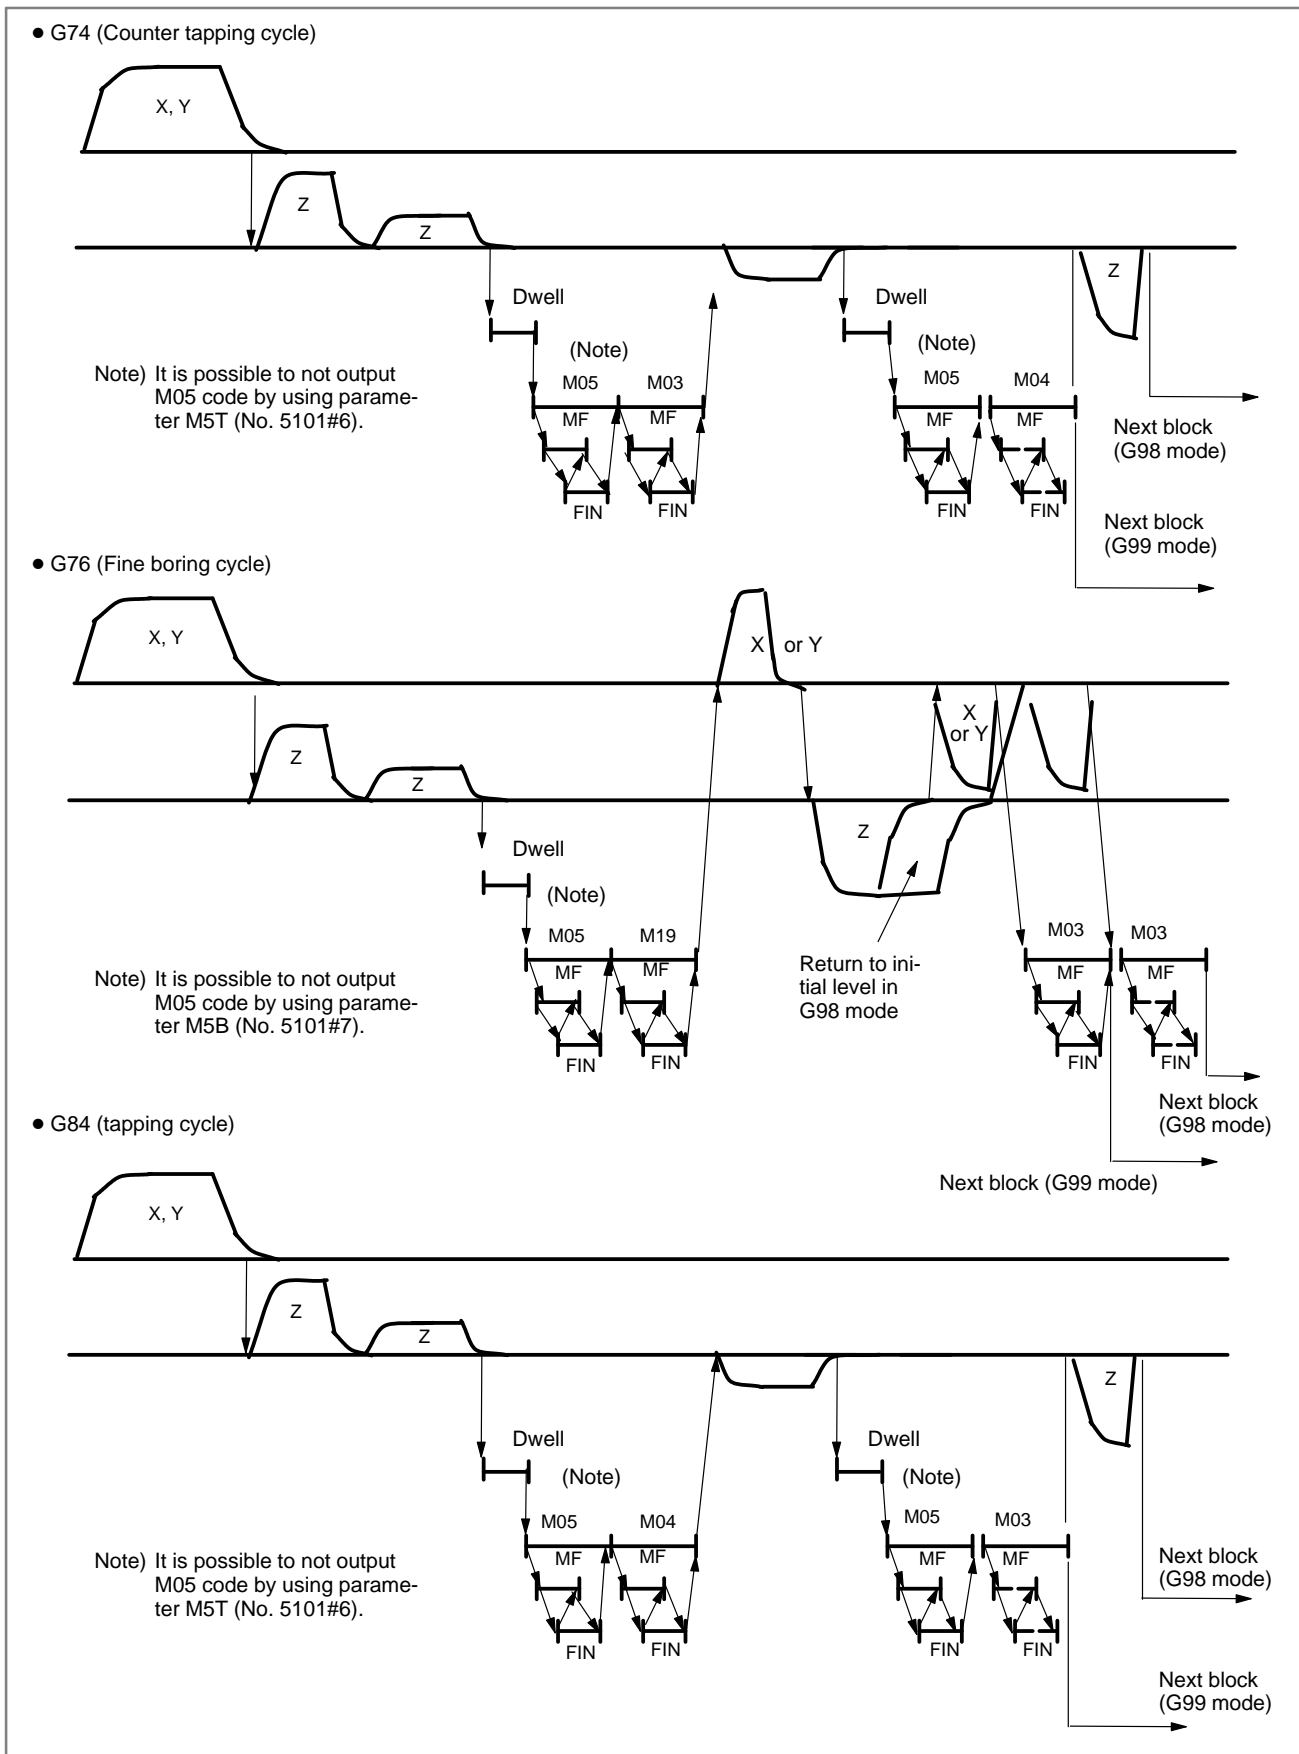 ● G74 (Counter tapping cycle)
X, Y
Z
Z
Z
Dwell
Dwell
(Note)
(Note)
Note) It is possible to not output
M05 code by using parame-
ter M5T (No. 5101#6).
M05
M03
M05
M04
MF
MF
MF
MF
FIN
FIN
FIN
FIN
Next block
(G98 mode)
Next block
(G99 mode)
● G76 (Fine boring cycle)
X, Y
X or Y
X
or Y
Z
Z
Z
Dwell
(Note)
M05
M19
M03
M03
MF
MF
MF
MF
Note) It is possible to not output
M05 code by using parame-
ter M5B (No. 5101#7).
Return to ini-
tial level in
G98 mode
FIN
FIN
FIN
FIN
Next block
(G98 mode)
Next block (G99 mode)
● G84 (tapping cycle)
X, Y
Z
Z
Z
Dwell
Dwell
(Note)
(Note)
M05
M04
M05
M03
MF
MF
MF
MF
Note) It is possible to not output
M05 code by using parame-
ter M5T (No. 5101#6).
FIN
FIN
FIN
FIN
Next block
(G98 mode)
Next block
(G99 mode)